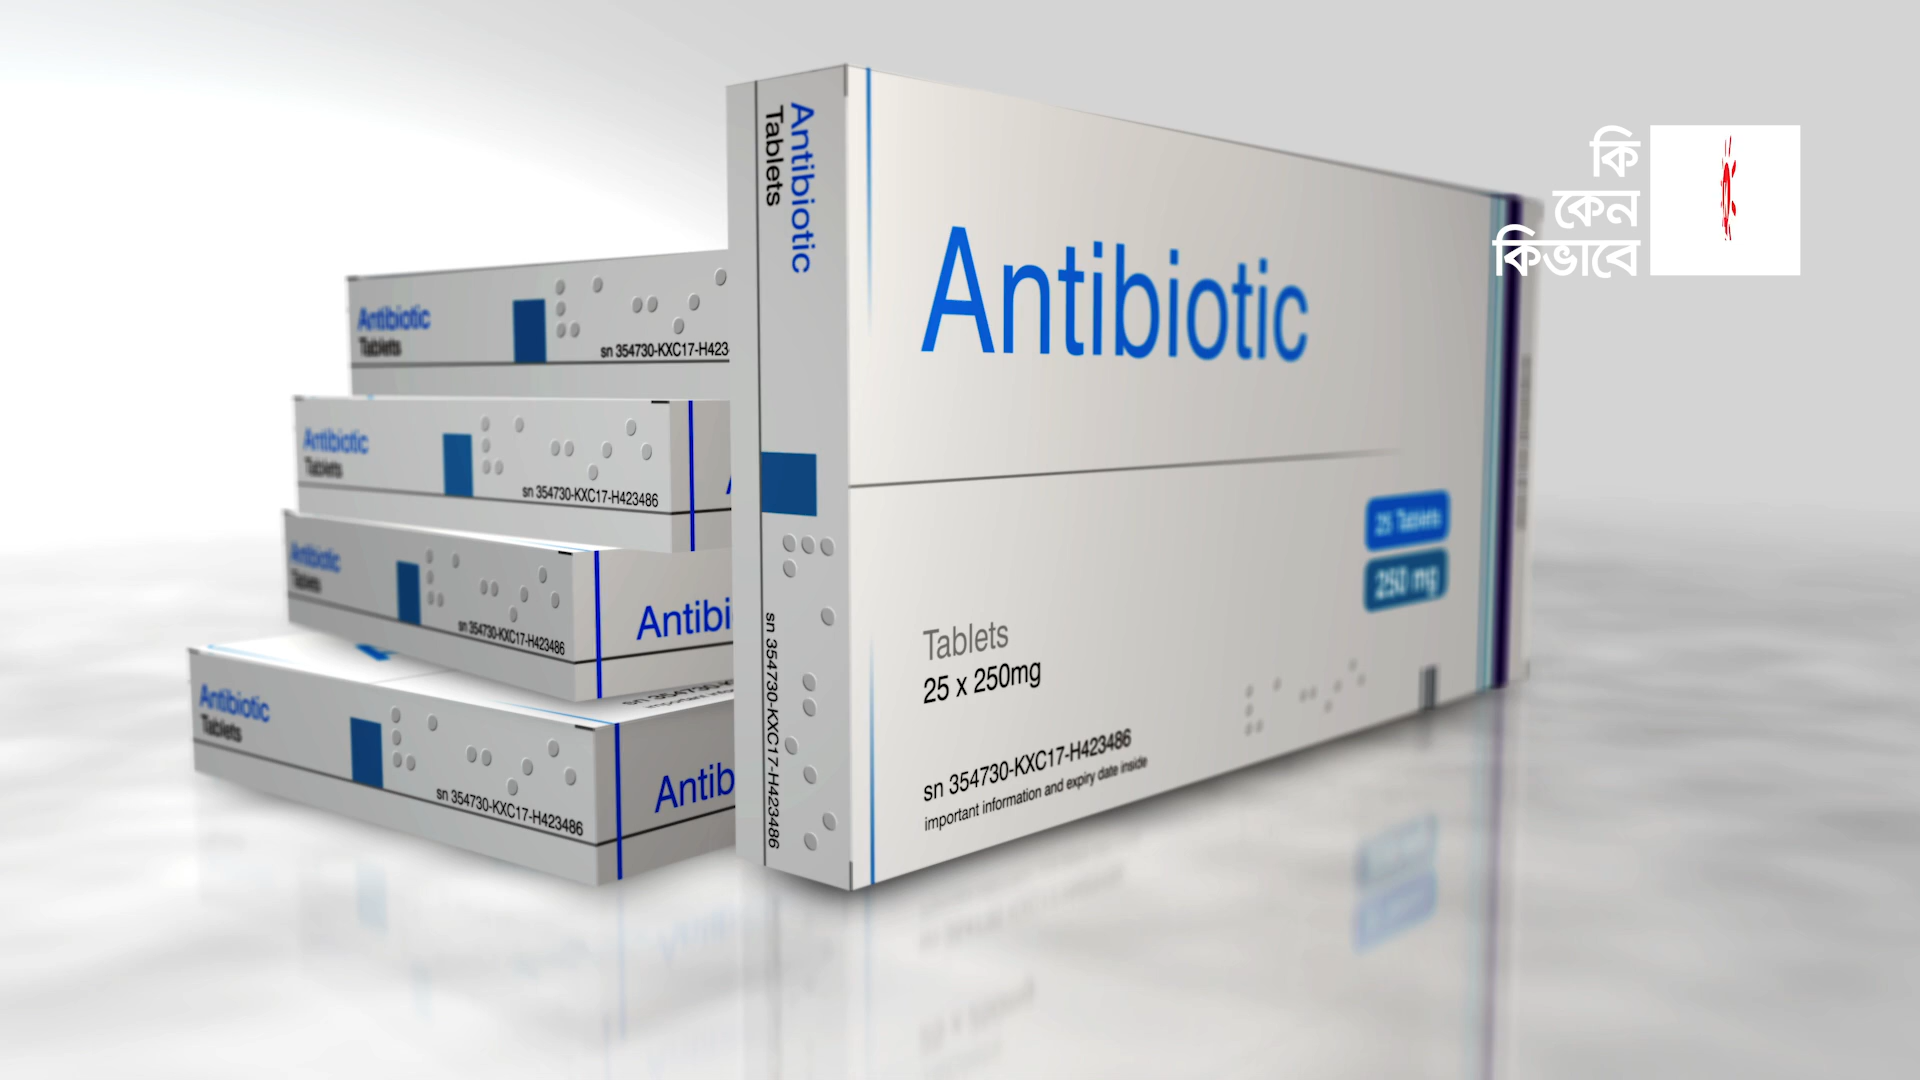 কি
কেন
কিভাবে
Antibiotic
Tablets
sn 354730-KXC17-H423486
Antibiotic
25 Tablets
250 mg
Tablets
25 x 250mg
sn 354730-KXC17-H423486
important information and expiry date inside
Antibiotic
Tablets
sn 354730-KXC17-H423
Antibiotic
Tablets
sn 354730-KXC17-H423486
Antibiotic
Tablets
sn 354730-KXC17-H423486
Antibi
Antibiotic
Tablets
sn 354730-KXC17-H423486
Antib